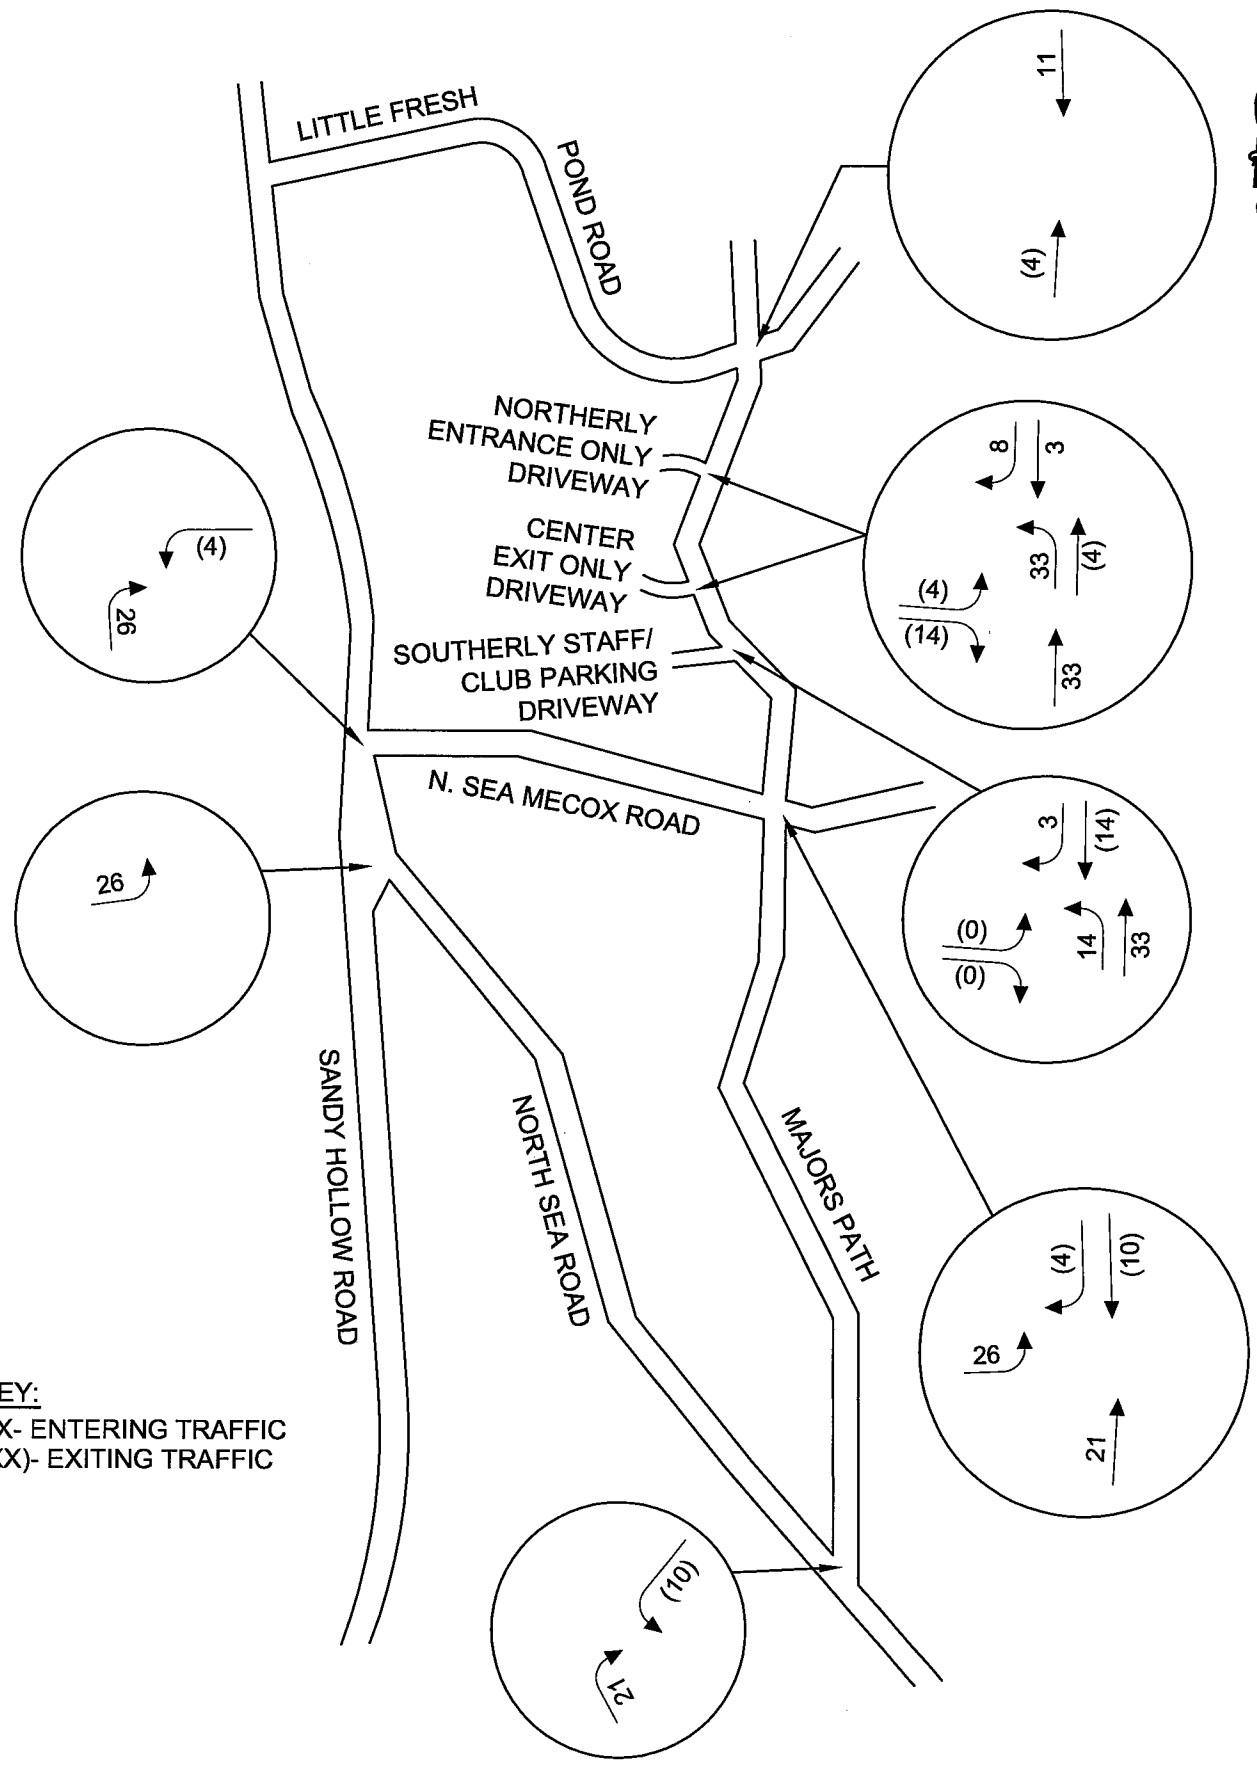 LITTLE FRESH
POND ROAD
11
(4)
NORTHERLY
ENTRANCE ONLY
DRIVEWAY
8
3
33
(4)
(4)
(14)
33
CENTER
EXIT ONLY
DRIVEWAY
(4)
26
SOUTHERLY STAFF/
CLUB PARKING
DRIVEWAY
N. SEA MECOX ROAD
3
(14)
(0)
(0)
14
33
26
SANDY HOLLOW ROAD
NORTH SEA ROAD
MAJORS PATH
(4)
(10)
26
21
EY:
X- ENTERING TRAFFIC
XX)- EXITING TRAFFIC
(10)
21